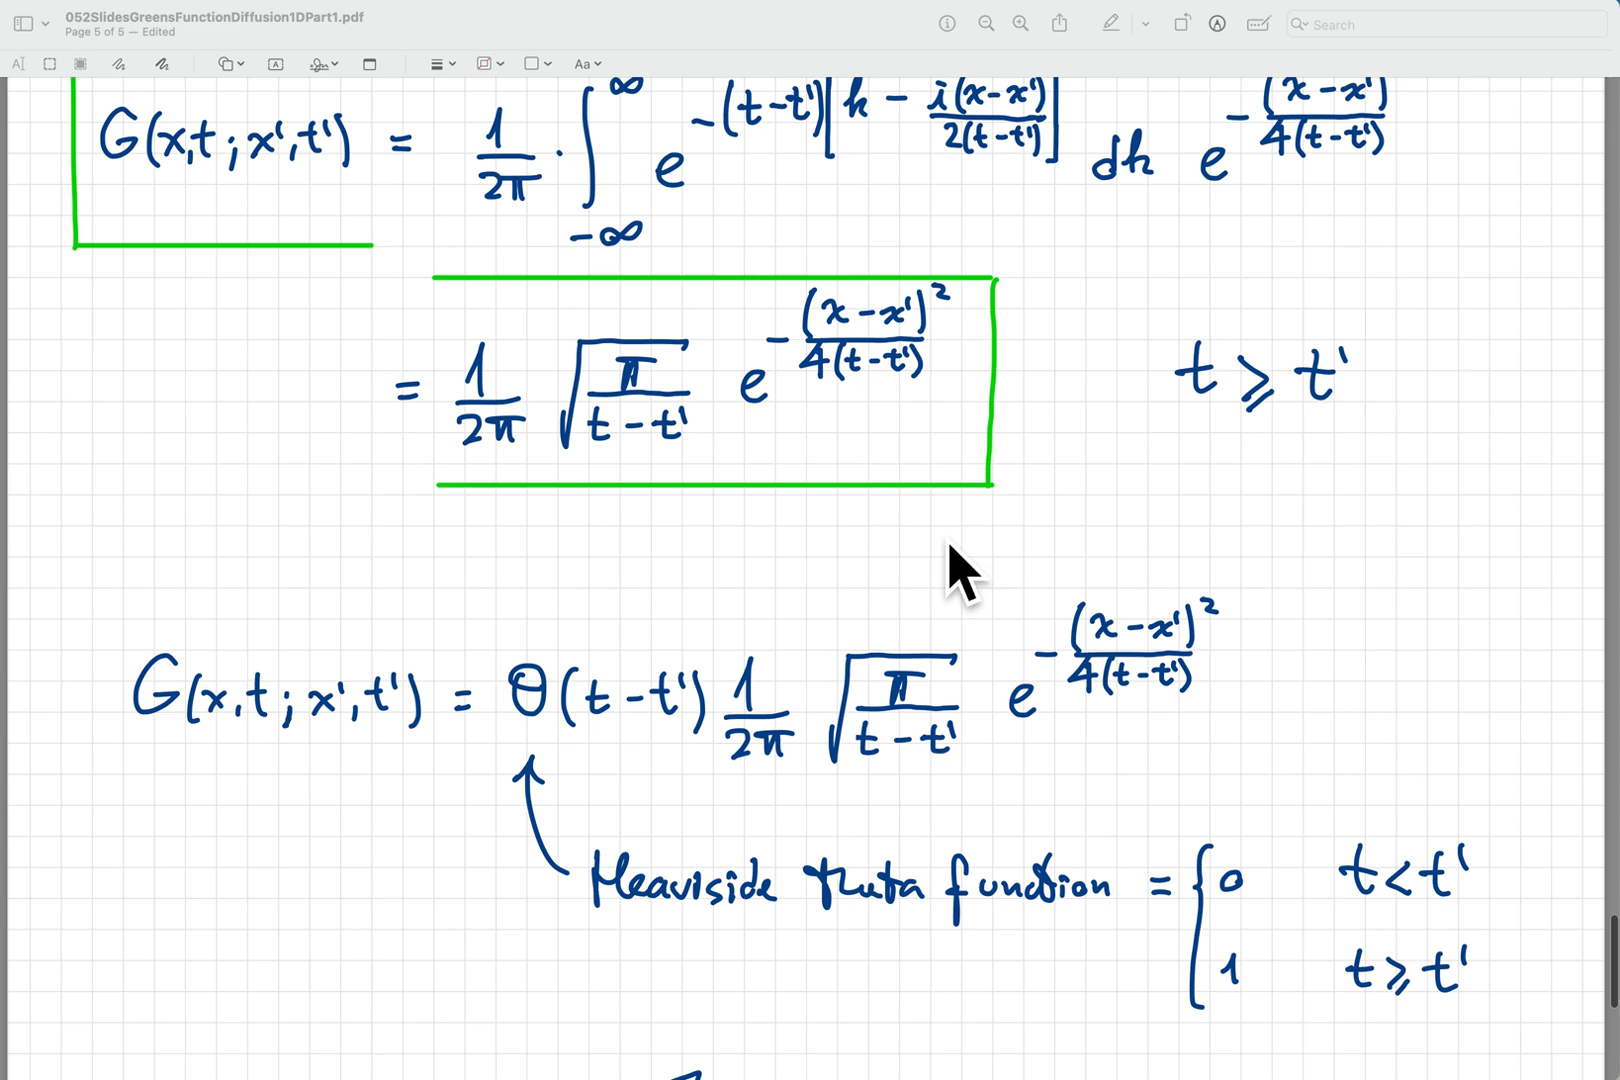 052SlidesGreensFunctionDiffusion1DPart1.pdf
Page 5 of 5 — Edited
Search
Aa
G(x,t ; x',t') = 1/2π · ∫_{-∞}^{∞} e^{-(t-t')[k - i(x-x')/2(t-t')]} dk e^{-(x-x')/4(t-t')}
= 1/2π √(π/(t-t')) e^{-(x-x')²/4(t-t')} t ⩾ t'
G(x,t ; x',t') = Θ(t-t') 1/2π √(π/(t-t')) e^{-(x-x')²/4(t-t')}
Heaviside theta function = { 0 t < t'
1 t ⩾ t'